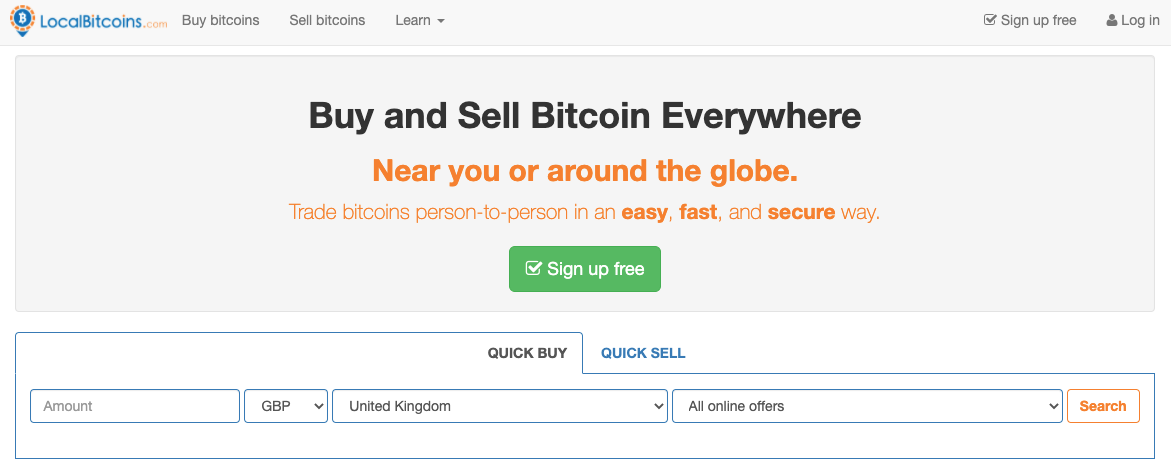 LocalBitcoins.com Buy bitcoins Sell bitcoins Learn Sign up free Log in
Buy and Sell Bitcoin Everywhere
Near you or around the globe.
Trade bitcoins person-to-person in an easy, fast, and secure way.
Sign up free
QUICK BUY QUICK SELL
Amount GBP United Kingdom All online offers Search